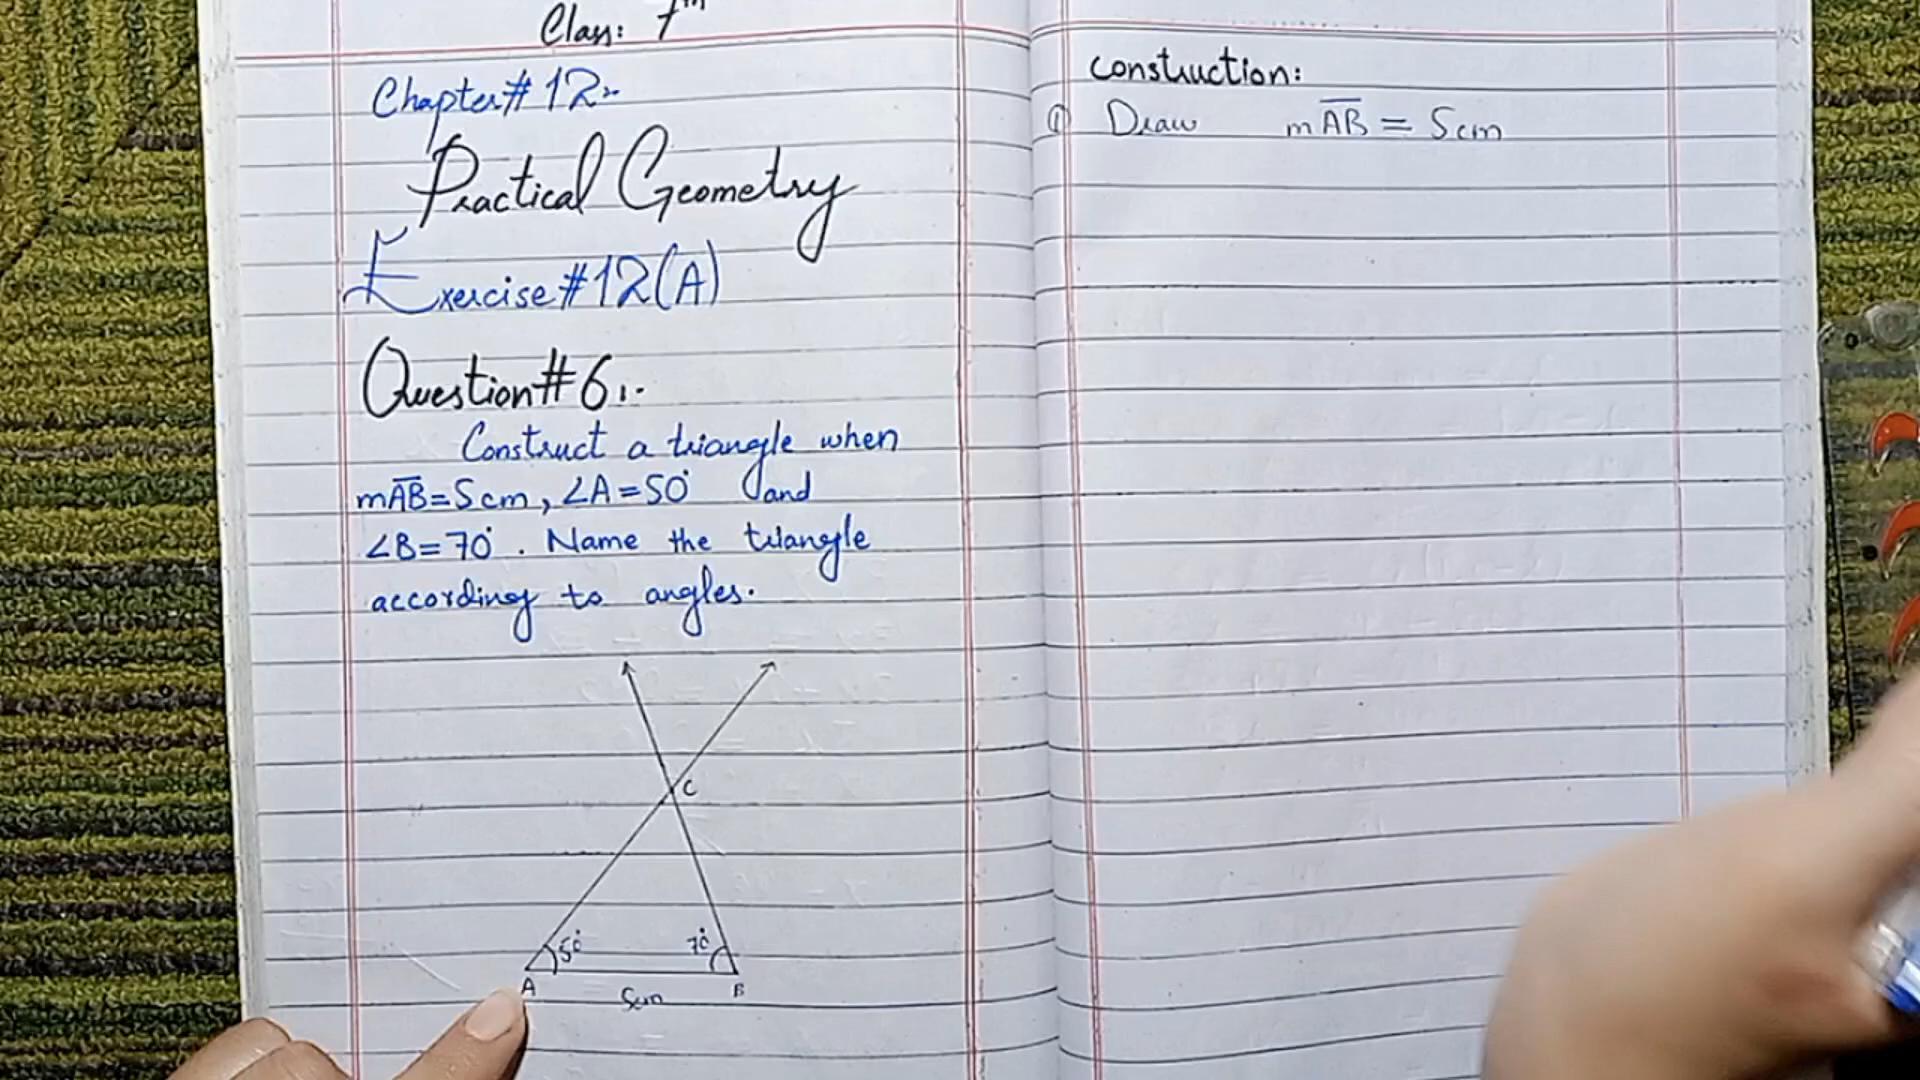 Class: 7th
Chapter# 12:-
Practical Geometry
Exercise#12(A)
Question#6:-
Construct a triangle when
mAB=5cm, ∠A=50° and
∠B=70°. Name the triangle
according to angles.
C
50° 70°
A 5cm B
Construction:
① Draw mAB = 5cm